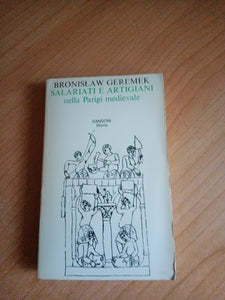 BRONISŁAW GEREMEK
SALARIATI E ARTIGIANI
nella Parigi medievale
SANSONI
Storia